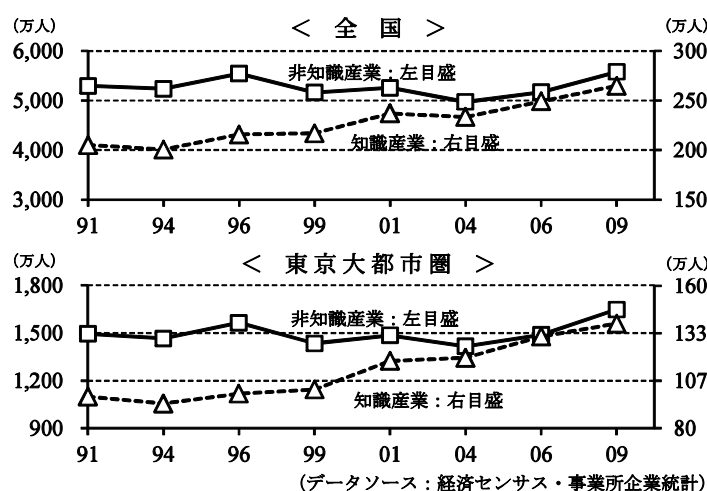 (万人) ＜ 全 国 ＞ (万人)
6,000 300
非知識産業：左目盛
5,000 250
知識産業：右目盛
4,000 200
3,000 150
91 94 96 99 01 04 06 09
(万人) ＜ 東京大都市圏 ＞ (万人)
1,800 160
非知識産業：左目盛
1,500 133
1,200 107
知識産業：右目盛
900 80
91 94 96 99 01 04 06 09
(データソース：経済センサス・事業所企業統計)